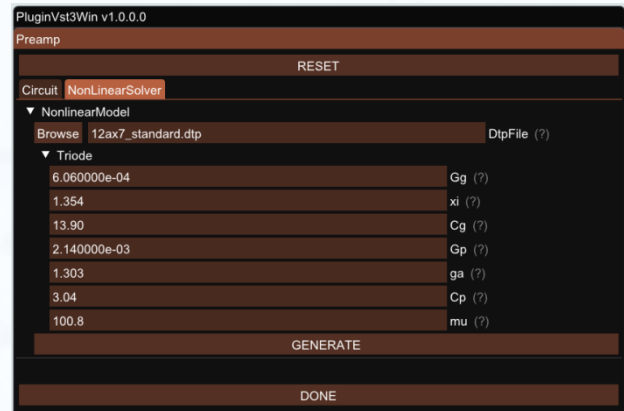 PluginVst3Win v1.0.0.0
Preamp
RESET
Circuit NonLinearSolver
NonlinearModel
Browse 12ax7_standard.dtp DtpFile (?)
Triode
6.060000e-04 Gg (?)
1.354 xi (?)
13.90 Cg (?)
2.140000e-03 Gp (?)
1.303 ga (?)
3.04 Cp (?)
100.8 mu (?)
GENERATE
DONE